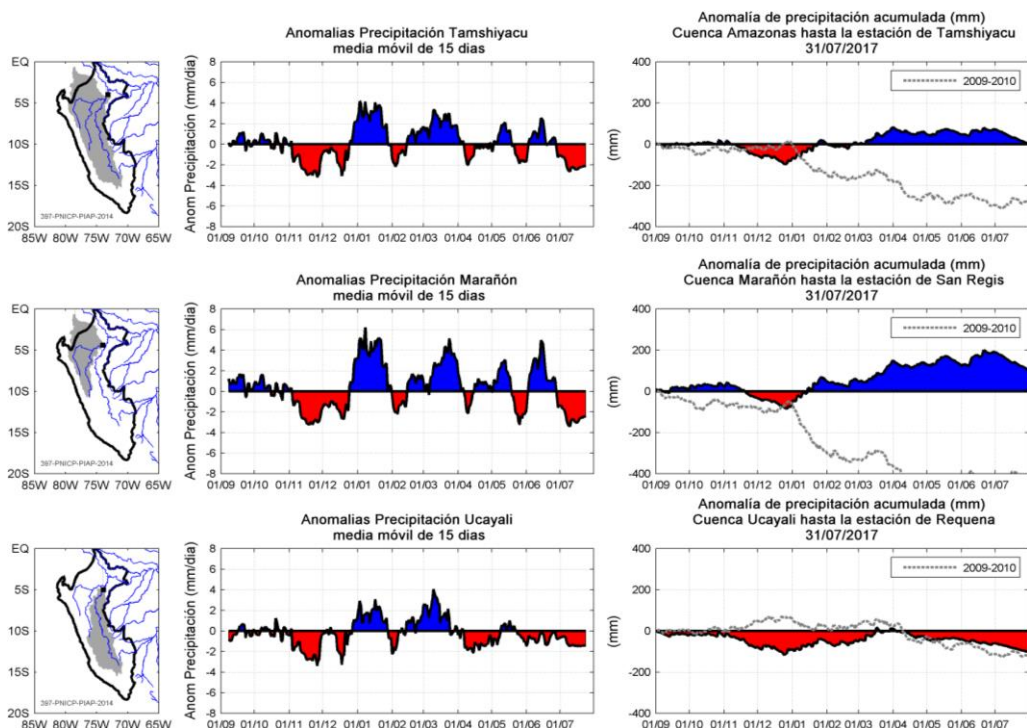 Anomalias Precipitación Tamshiyacu
media móvil de 15 dias
Anomalía de precipitación acumulada (mm)
Cuenca Amazonas hasta la estación de Tamshiyacu
31/07/2017
EQ
5S
10S
15S
20S
397-PNICP-PIAP-2014
85W 80W 75W 70W 65W
Anom Precipitación (mm/dia)
8
6
4
2
0
-2
-4
-6
-8
01/09 01/10 01/11 01/12 01/01 01/02 01/03 01/04 01/05 01/06 01/07
(mm)
400
200
0
-200
-400
2009-2010
01/09 01/10 01/11 01/12 01/01 01/02 01/03 01/04 01/05 01/06 01/07
Anomalias Precipitación Marañón
media móvil de 15 dias
Anomalía de precipitación acumulada (mm)
Cuenca Marañón hasta la estación de San Regis
31/07/2017
EQ
5S
10S
15S
20S
397-PNICP-PIAP-2014
85W 80W 75W 70W 65W
Anom Precipitación (mm/dia)
8
6
4
2
0
-2
-4
-6
-8
01/09 01/10 01/11 01/12 01/01 01/02 01/03 01/04 01/05 01/06 01/07
(mm)
400
200
0
-200
-400
2009-2010
01/09 01/10 01/11 01/12 01/01 01/02 01/03 01/04 01/05 01/06 01/07
Anomalias Precipitación Ucayali
media móvil de 15 dias
Anomalía de precipitación acumulada (mm)
Cuenca Ucayali hasta la estación de Requena
31/07/2017
EQ
5S
10S
15S
20S
397-PNICP-PIAP-2014
85W 80W 75W 70W 65W
Anom Precipitación (mm/dia)
8
6
4
2
0
-2
-4
-6
-8
01/09 01/10 01/11 01/12 01/01 01/02 01/03 01/04 01/05 01/06 01/07
(mm)
400
200
0
-200
-400
2009-2010
01/09 01/10 01/11 01/12 01/01 01/02 01/03 01/04 01/05 01/06 01/07